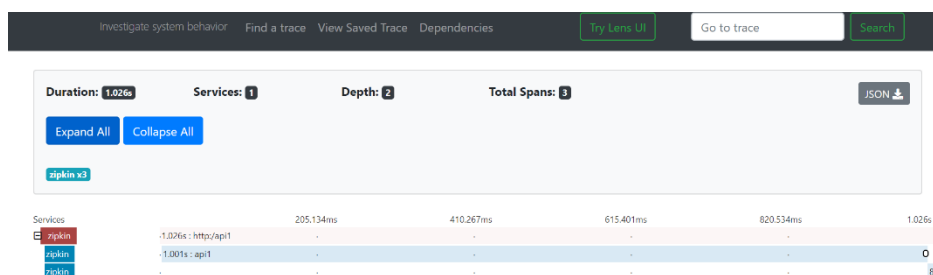 Investigate system behavior Find a trace View Saved Trace Dependencies Try Lens UI Go to trace Search
Duration: 1.026s Services: 1 Depth: 2 Total Spans: 3 JSON
Expand All Collapse All
zipkin x3
Services 205.134ms 410.267ms 615.401ms 820.534ms 1.026s
zipkin 1.026s : http:/api1
zipkin 1.001s : api1
zipkin